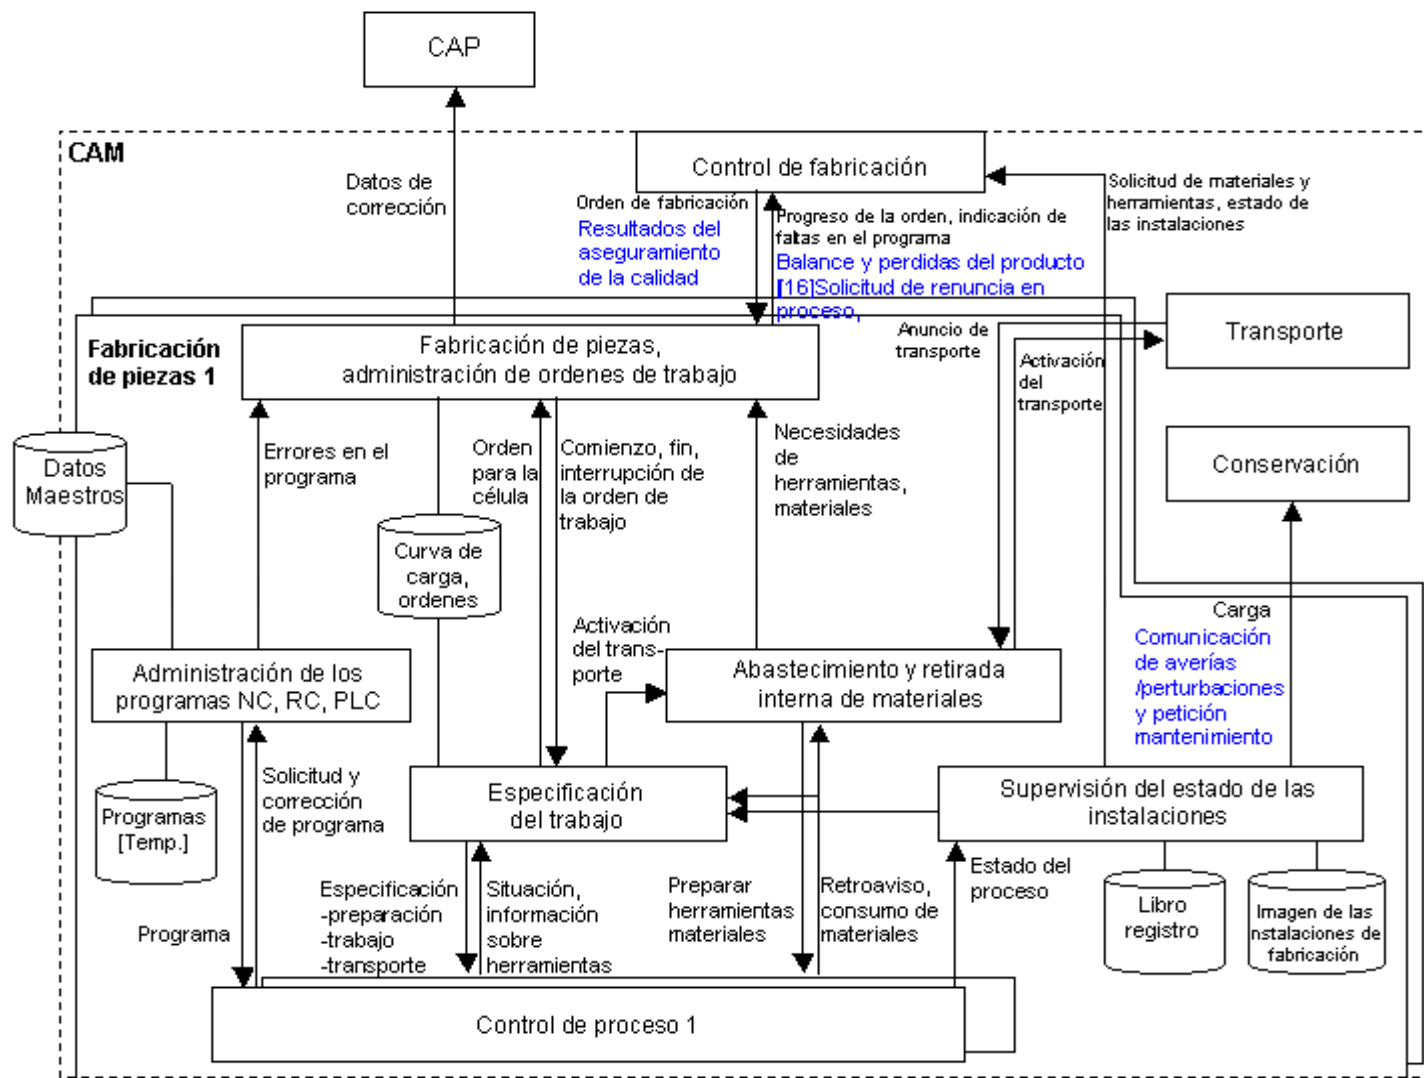 CAP
CAM
Control de fabricación
Datos de
corrección
Orden de fabricación
Resultados del
aseguramiento
de la calidad
Progreso de la orden, indicación de
faltas en el programa
Balance y perdidas del producto
[16]Solicitud de renuncia en
proceso,
Solicitud de materiales y
herramientas, estado de
las instalaciones
Fabricación
de piezas 1
Fabricación de piezas,
administración de ordenes de trabajo
Anuncio de
transporte
Transporte
Activación
del
transporte
Datos
Maestros
Errores en el
programa
Orden
para la
célula
Comienzo, fin,
interrupción de
la orden de
trabajo
Necesidades
de
herramientas,
materiales
Conservación
Curva de
carga,
ordenes
Activación
del trans-
porte
Carga
Comunicación
de averías
/perturbaciones
y petición
mantenimiento
Administración de los
programas NC, RC, PLC
Abastecimiento y retirada
interna de materiales
Solicitud y
corrección
de programa
Programas
[Temp.]
Especificación
del trabajo
Supervisión del estado de las
instalaciones
Programa
Especificación
-preparación
-trabajo
-transporte
Situación,
información
sobre
herramientas
Preparar
herramientas
materiales
Retroaviso,
consumo de
materiales
Estado del
proceso
Libro
registro
Imagen de las
nstalaciones de
fabricación
Control de proceso 1